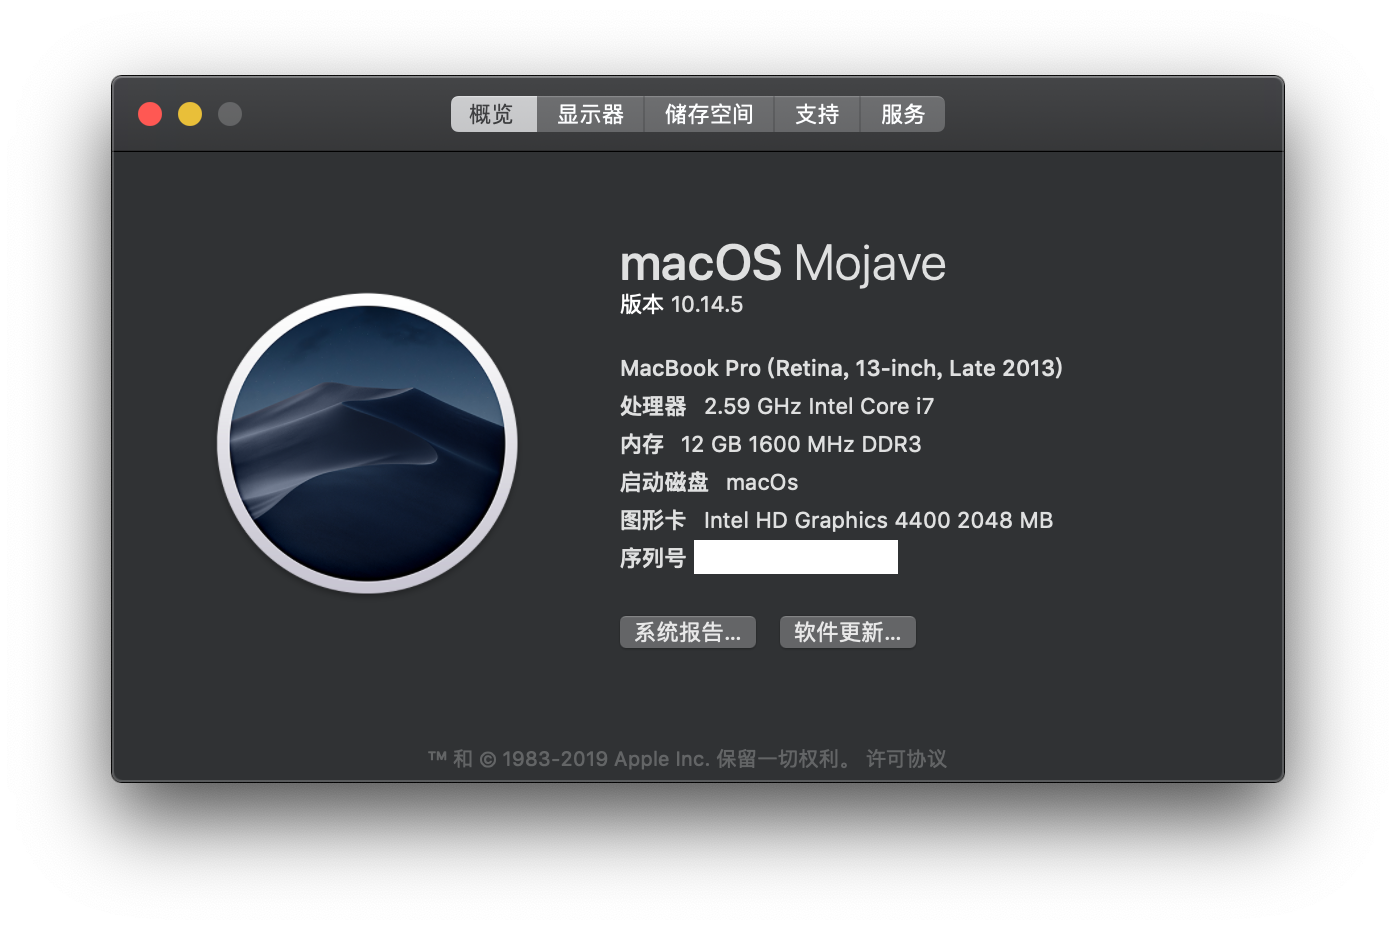 概览 显示器 储存空间 支持 服务
macOS Mojave
版本 10.14.5
MacBook Pro (Retina, 13-inch, Late 2013)
处理器 2.59 GHz Intel Core i7
内存 12 GB 1600 MHz DDR3
启动磁盘 macOs
图形卡 Intel HD Graphics 4400 2048 MB
序列号
系统报告... 软件更新...
™ 和 © 1983-2019 Apple Inc. 保留一切权利。 许可协议